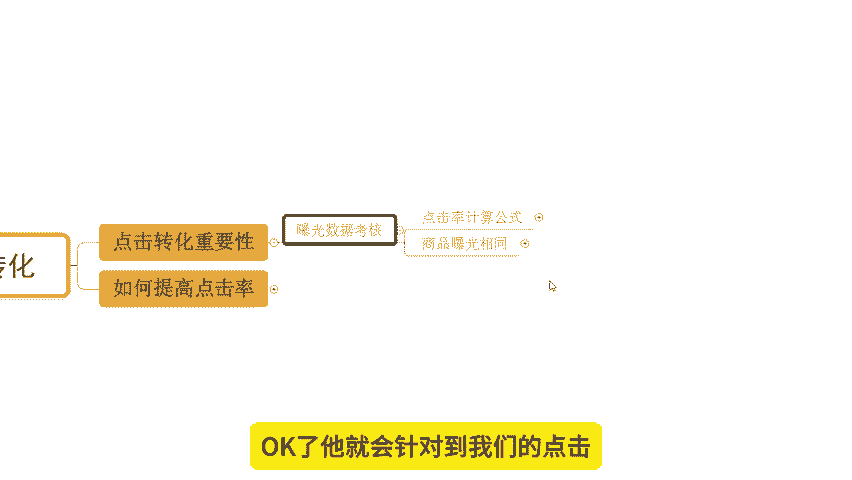 转化
点击转化重要性
如何提高点击率
曝光数据考核
点击率计算公式
商品曝光相同
OK了他就会针对到我们的点击